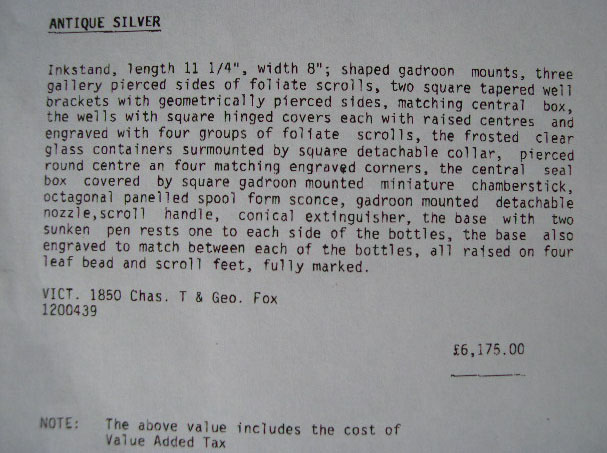 ANTIQUE SILVER
Inkstand, length 11 1/4", width 8"; shaped gadroon mounts, three
gallery pierced sides of foliate scrolls, two square tapered well
brackets with geometrically pierced sides, matching central box,
the wells with square hinged covers each with raised centres and
engraved with four groups of foliate scrolls, the frosted clear
glass containers surmounted by square detachable collar, pierced
round centre an four matching engraved corners, the central seal
box covered by square gadroon mounted miniature chamberstick,
octagonal panelled spool form sconce, gadroon mounted detachable
nozzle,scroll handle, conical extinguisher, the base with two
sunken pen rests one to each side of the bottles, the base also
engraved to match between each of the bottles, all raised on four
leaf bead and scroll feet, fully marked.
VICT. 1850 Chas. T & Geo. Fox
1200439
£6,175.00
NOTE: The above value includes the cost of
Value Added Tax